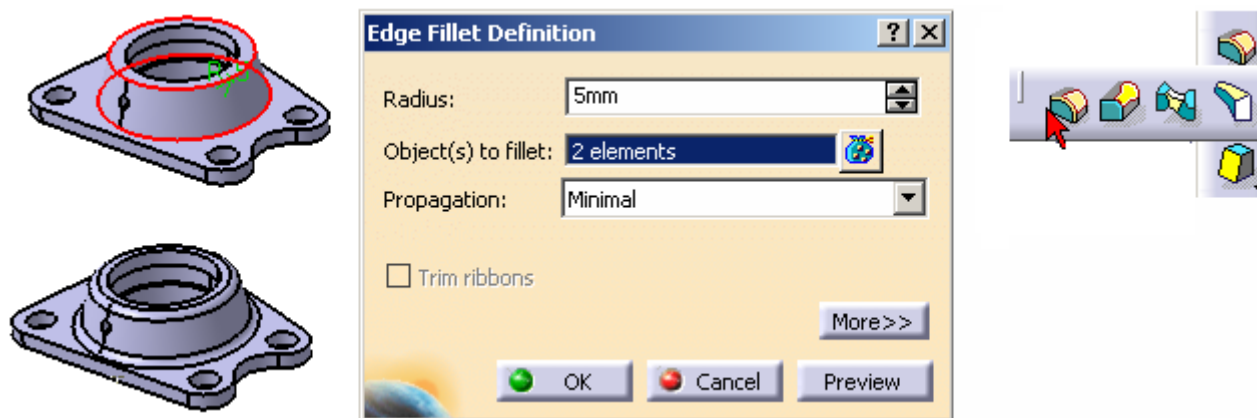 Edge Fillet Definition
Radius: 5mm
Object(s) to fillet: 2 elements
Propagation: Minimal
Trim ribbons
More>>
OK Cancel Preview